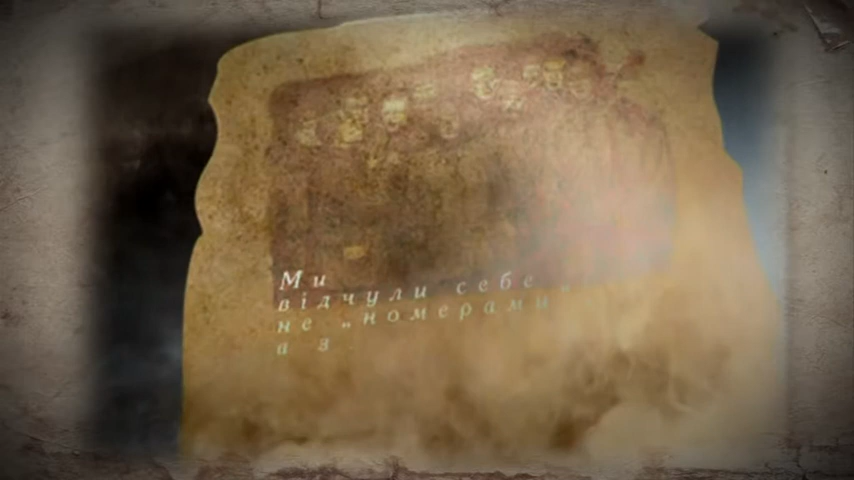 Ми
відчули себе „
не „номерами
а з